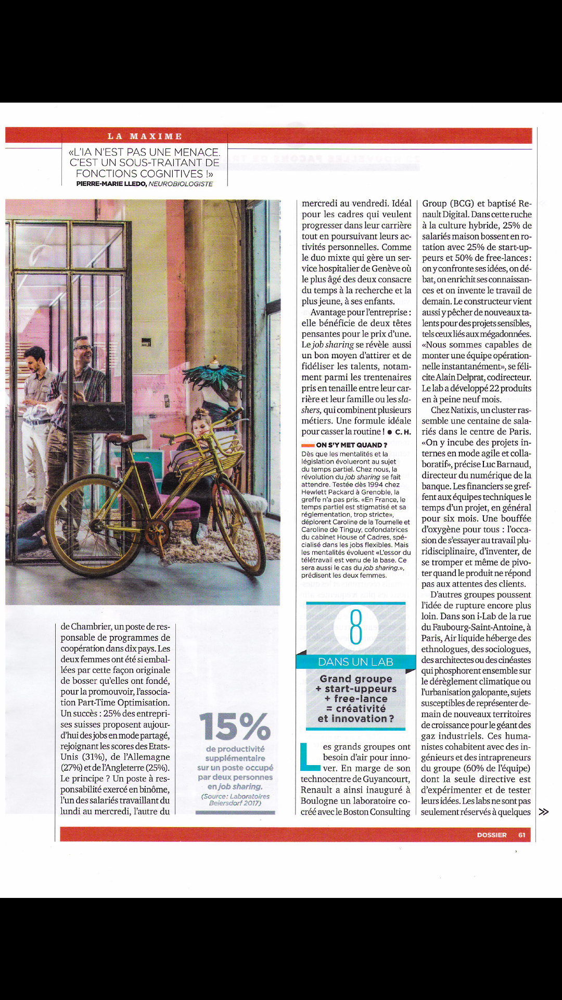 LA MAXIME
«L'IA N'EST PAS UNE MENACE.
C'EST UN SOUS-TRAITANT DE
FONCTIONS COGNITIVES !»
PIERRE-MARIE LLEDO, NEUROBIOLOGISTE
de Chambrier, un poste de res-
ponsable de programmes de
coopération dans dix pays. Les
deux femmes ont été si embal-
lées par cette façon originale
de bosser qu'elles ont fondé,
pour la promouvoir, l'associa-
tion Part-Time Optimisation.
Un succès : 25% des entrepri-
ses suisses proposent aujour-
d'hui des jobs en mode partagé,
rejoignant les scores des Etats-
Unis (31%), de l'Allemagne
(27%) et de l'Angleterre (25%).
Le principe ? Un poste à res-
ponsabilité exercé en binôme,
l'un des salariés travaillant du
lundi au mercredi, l'autre du
15%
de productivité
supplémentaire
sur un poste occupé
par deux personnes
en job sharing.
(Source: Laboratoires
Beiersdorf 2017)
mercredi au vendredi. Idéal
pour les cadres qui veulent
progresser dans leur carrière
tout en poursuivant leurs ac-
tivités personnelles. Comme
le duo mixte qui gère un ser-
vice hospitalier de Genève où
le plus âgé des deux consacre
du temps à la recherche et la
plus jeune, à ses enfants.
Avantage pour l'entreprise :
elle bénéficie de deux têtes
pensantes pour le prix d'une.
Le job sharing se révèle aussi
un bon moyen d'attirer et de
fidéliser les talents, notam-
ment parmi les trentenaires
pris en tenaille entre leur car-
rière et leur famille ou les sla-
shers, qui combinent plusieurs
métiers. Une formule idéale
pour casser la routine ! ● C. H.
ON S'Y MET QUAND ?
Dès que les mentalités et la
législation évolueront au sujet
du temps partiel. Chez nous, la
révolution du job sharing se fait
attendre. Testée dès 1994 chez
Hewlett Packard à Grenoble, la
greffe n'a pas pris. «En France, le
temps partiel est stigmatisé et sa
réglementation, trop stricte»,
déplorent Caroline de la Tournelle et
Caroline de Tinguy, cofondatrices
du cabinet House of Cadres, spé-
cialisé dans les jobs flexibles. Mais
les mentalités évoluent «L'essor du
télétravail est venu de la base. Ce
sera aussi le cas du job sharing.»,
prédisent les deux femmes.
8
DANS UN LAB
Grand groupe
+ start-uppeurs
+ free-lance
= créativité
et innovation ?
Les grands groupes ont
besoin d'air pour inno-
ver. En marge de son
technocentre de Guyancourt,
Renault a ainsi inauguré à
Boulogne un laboratoire co-
créé avec le Boston Consulting
Group (BCG) et baptisé Re-
nault Digital. Dans cette ruche
à la culture hybride, 25% de
salariés maison bossent en ro-
tation avec 25% de start-up-
peurs et 50% de free-lances :
on y confronte ses idées, on dé-
bat, on enrichit ses connaissan-
ces et on invente le travail de
demain. Le constructeur vient
aussi y pêcher de nouveaux ta-
lents pour des projets sensibles,
tels ceux liés aux mégadonnées.
«Nous sommes capables de
monter une équipe opération-
nelle instantanément», se féli-
cite Alain Delprat, codirecteur.
Le lab a développé 22 produits
en à peine neuf mois.
Chez Natixis, un cluster ras-
semble une centaine de sala-
riés dans le centre de Paris.
«On y incube des projets in-
ternes en mode agile et colla-
boratif», précise Luc Barnaud,
directeur du numérique de la
banque. Les financiers se gref-
fent aux équipes techniques le
temps d'un projet, en général
pour six mois. Une bouffée
d'oxygène pour tous : l'occa-
sion de s'essayer au travail plu-
ridisciplinaire, d'inventer, de
se tromper et même de pivo-
ter quand le produit ne répond
pas aux attentes des clients.
D'autres groupes poussent
l'idée de rupture encore plus
loin. Dans son i-Lab de la rue
du Faubourg-Saint-Antoine, à
Paris, Air liquide héberge des
ethnologues, des sociologues,
des architectes ou des cinéastes
qui phosphorent ensemble sur
le dérèglement climatique ou
l'urbanisation galopante, sujets
susceptibles de représenter de-
main de nouveaux territoires
de croissance pour le géant des
gaz industriels. Ces huma-
nistes cohabitent avec des in-
génieurs et des intrapreneurs
du groupe (60% de l'équipe)
dont la seule directive est
d'expérimenter et de tester
leurs idées. Les labs ne sont pas
seulement réservés à quelques »
DOSSIER 61